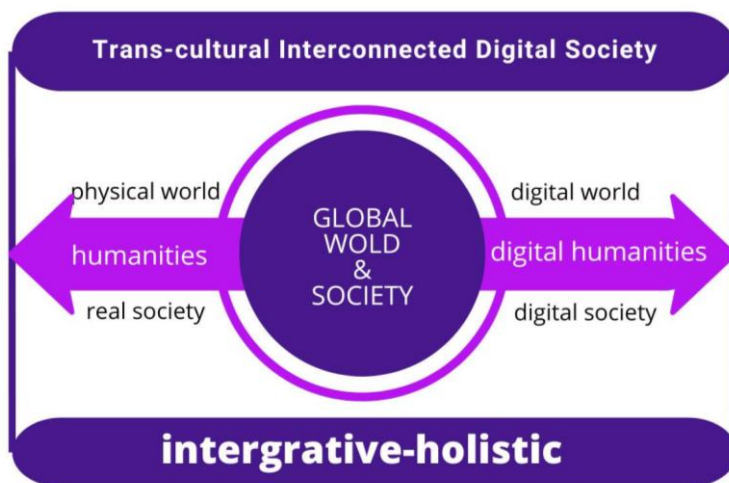 Trans-cultural Interconnected Digital Society
physical world
humanities
real society
GLOBAL
WOLD
&
SOCIETY
digital world
digital humanities
digital society
intergrative-holistic